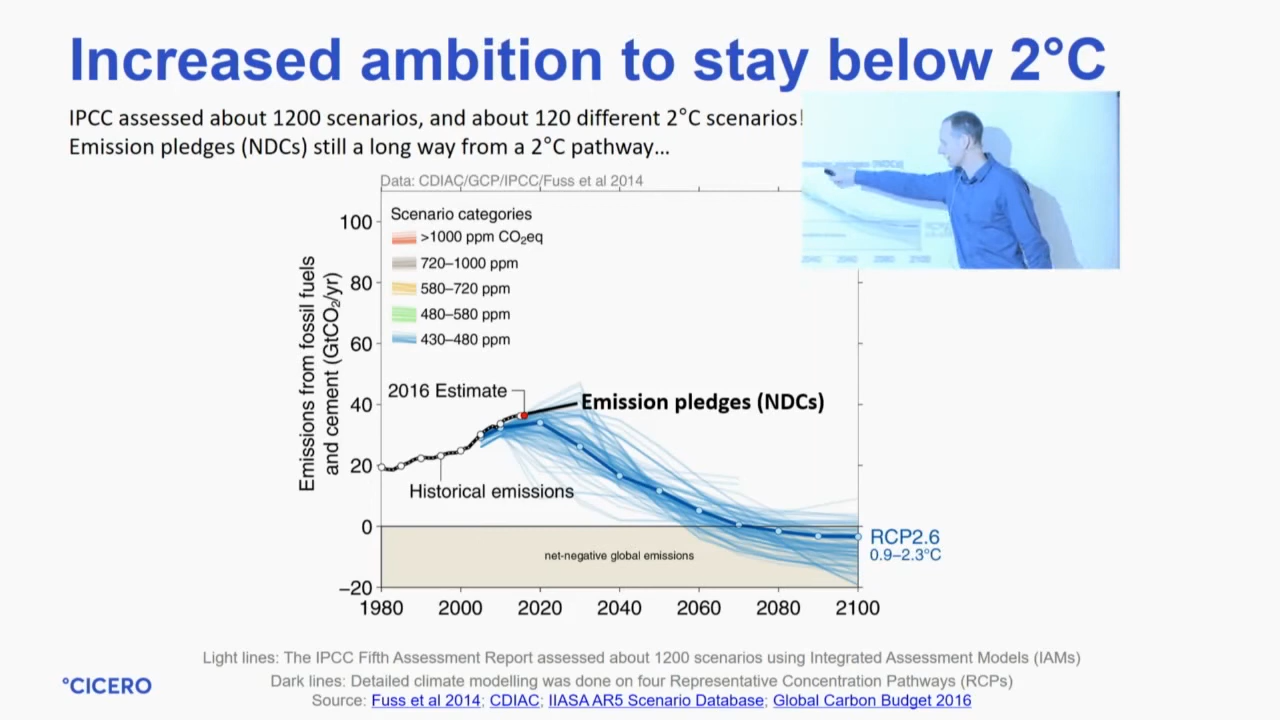 Increased ambition to stay below 2°C
IPCC assessed about 1200 scenarios, and about 120 different 2°C scenarios!
Emission pledges (NDCs) still a long way from a 2°C pathway...
Data: CDIAC/GCP/IPCC/Fuss et al 2014
Scenario categories
>1000 ppm CO₂eq
720–1000 ppm
580–720 ppm
480–580 ppm
430–480 ppm
Emissions from fossil fuels
and cement (GtCO₂/yr)
100
80
60
40
20
0
−20
2016 Estimate
Emission pledges (NDCs)
Historical emissions
net-negative global emissions
RCP2.6
0.9–2.3°C
1980 2000 2020 2040 2060 2080 2100
Light lines: The IPCC Fifth Assessment Report assessed about 1200 scenarios using Integrated Assessment Models (IAMs)
Dark lines: Detailed climate modelling was done on four Representative Concentration Pathways (RCPs)
°CICERO
Source: Fuss et al 2014; CDIAC; IIASA AR5 Scenario Database; Global Carbon Budget 2016